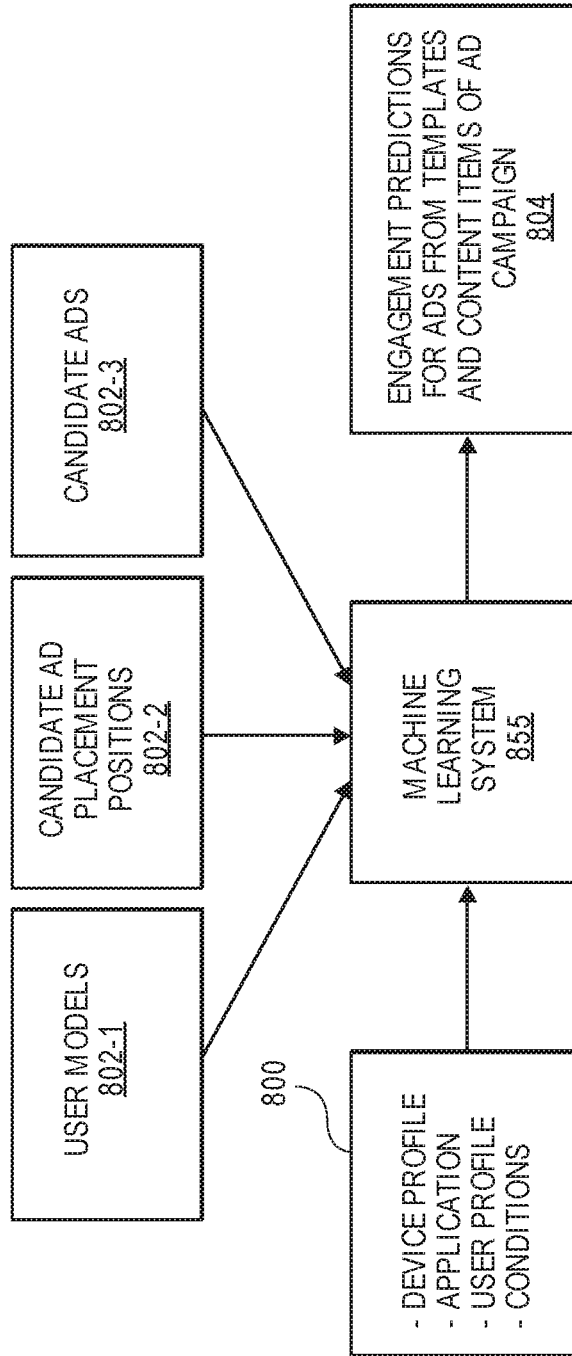 USER MODELS
802-1
CANDIDATE AD
PLACEMENT
POSITIONS
802-2
CANDIDATE ADS
802-3
800
- DEVICE PROFILE
- APPLICATION
- USER PROFILE
- CONDITIONS
MACHINE
LEARNING
SYSTEM
855
ENGAGEMENT PREDICTIONS
FOR ADS FROM TEMPLATES
AND CONTENT ITEMS OF AD
CAMPAIGN
804